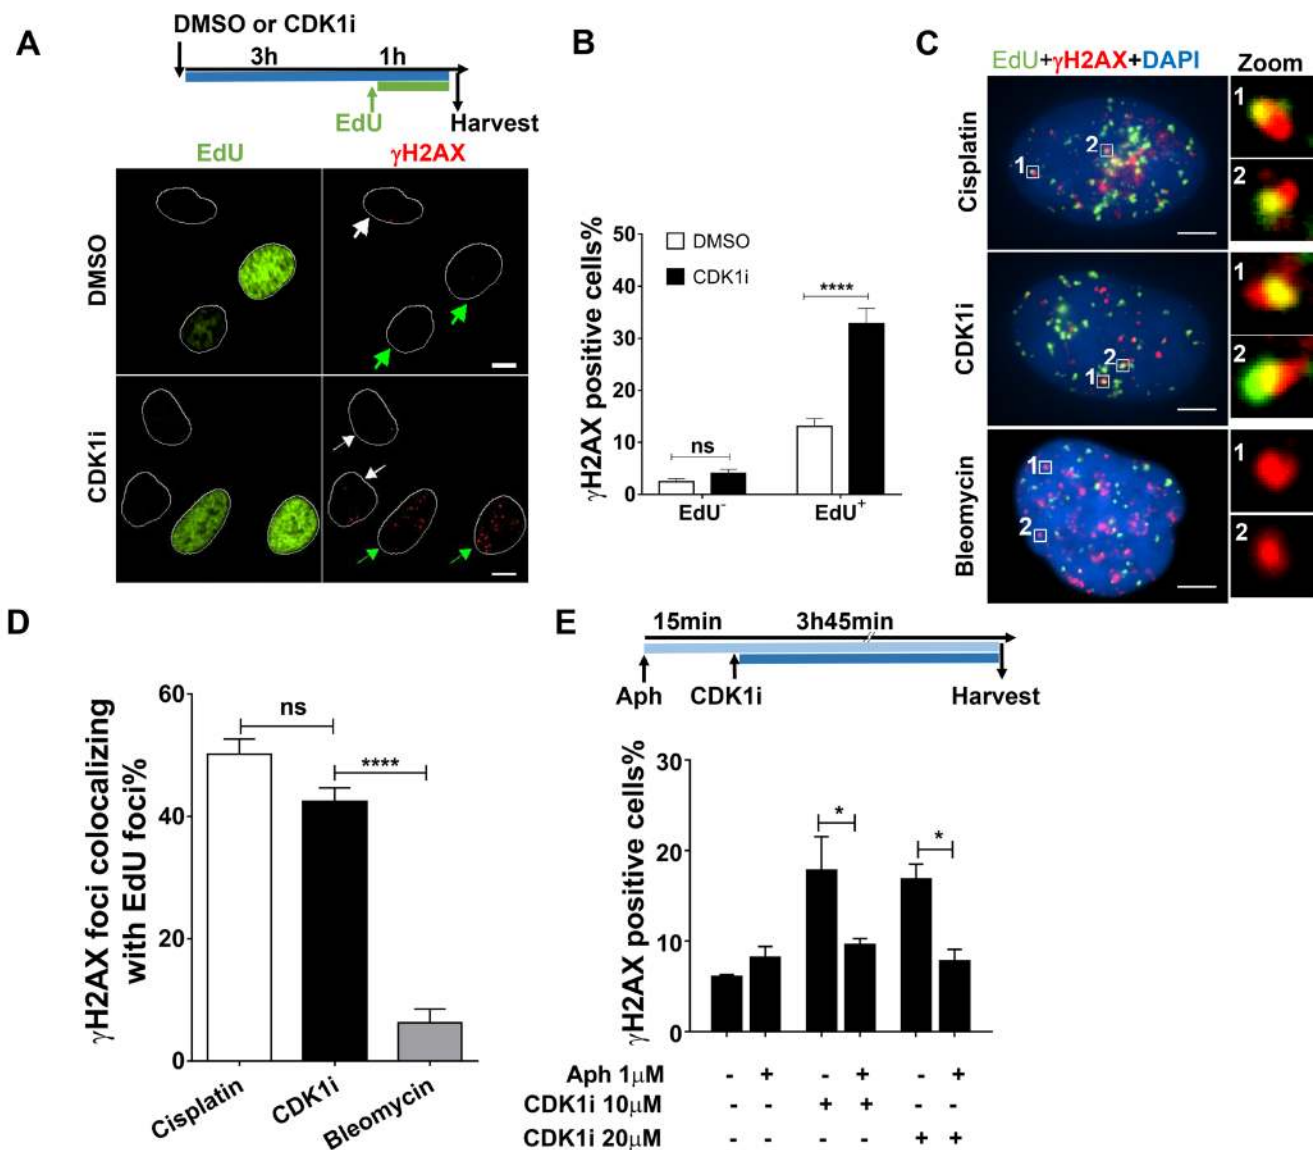 A
DMSO or CDK1i
3h
1h
EdU
Harvest
EdU
γH2AX
DMSO
CDK1i
B
γH2AX positive cells%
50
40
30
20
10
0
DMSO
CDK1i
ns
****
EdU-
EdU+
C
EdU+γH2AX+DAPI
Zoom
Cisplatin
1
2
1
2
CDK1i
1
2
1
2
Bleomycin
1
2
1
2
D
γH2AX foci colocalizing
with EdU foci%
60
40
20
0
ns
****
Cisplatin
CDK1i
Bleomycin
E
15min
3h45min
Aph
CDK1i
Harvest
γH2AX positive cells%
30
20
10
0
*
*
Aph 1μM - + - + - +
CDK1i 10μM - - + + - -
CDK1i 20μM - - - - + +